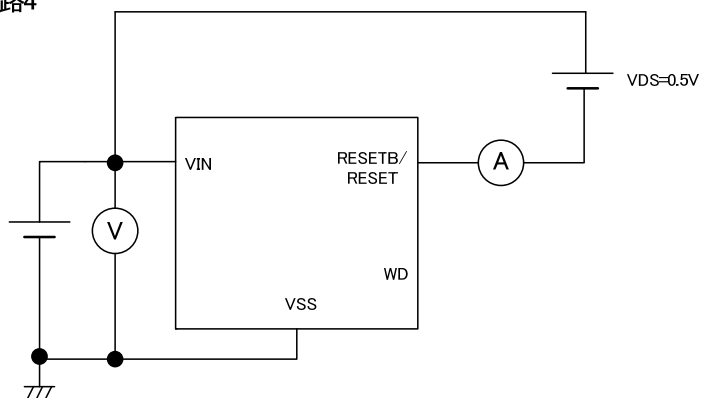 路4
VDS=0.5V
VIN
RESETB/
RESET
A
V
WD
VSS